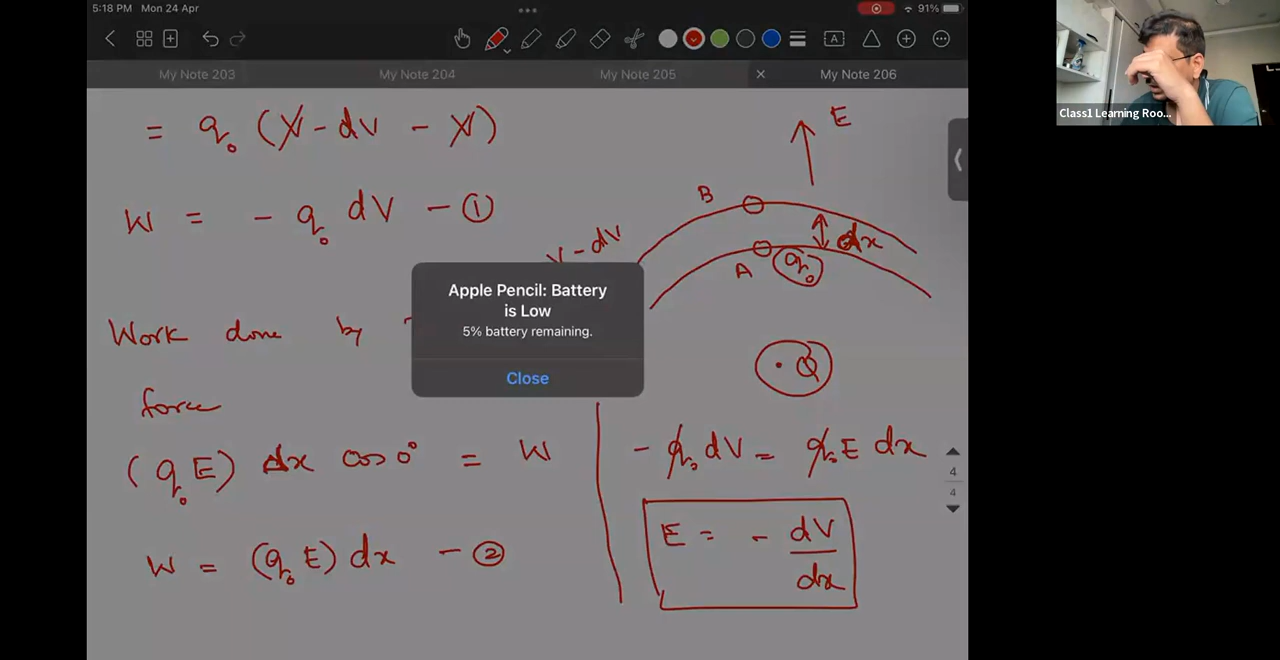 5:18 PM Mon 24 Apr
91%
My Note 203 My Note 204 My Note 205 My Note 206
= q₀ (V - dV - V)
W = - q₀ dV - ①
Work done by
force
(q₀E) dx cos 0° = W
W = (q₀E) dx - ②
E
B
V - dV
dx
A q₀
Q
- q₀ dV = q₀ E dx
E = - dV/dx
Apple Pencil: Battery
is Low
5% battery remaining.
Close
4
4
A
Class1 Learning Roo...